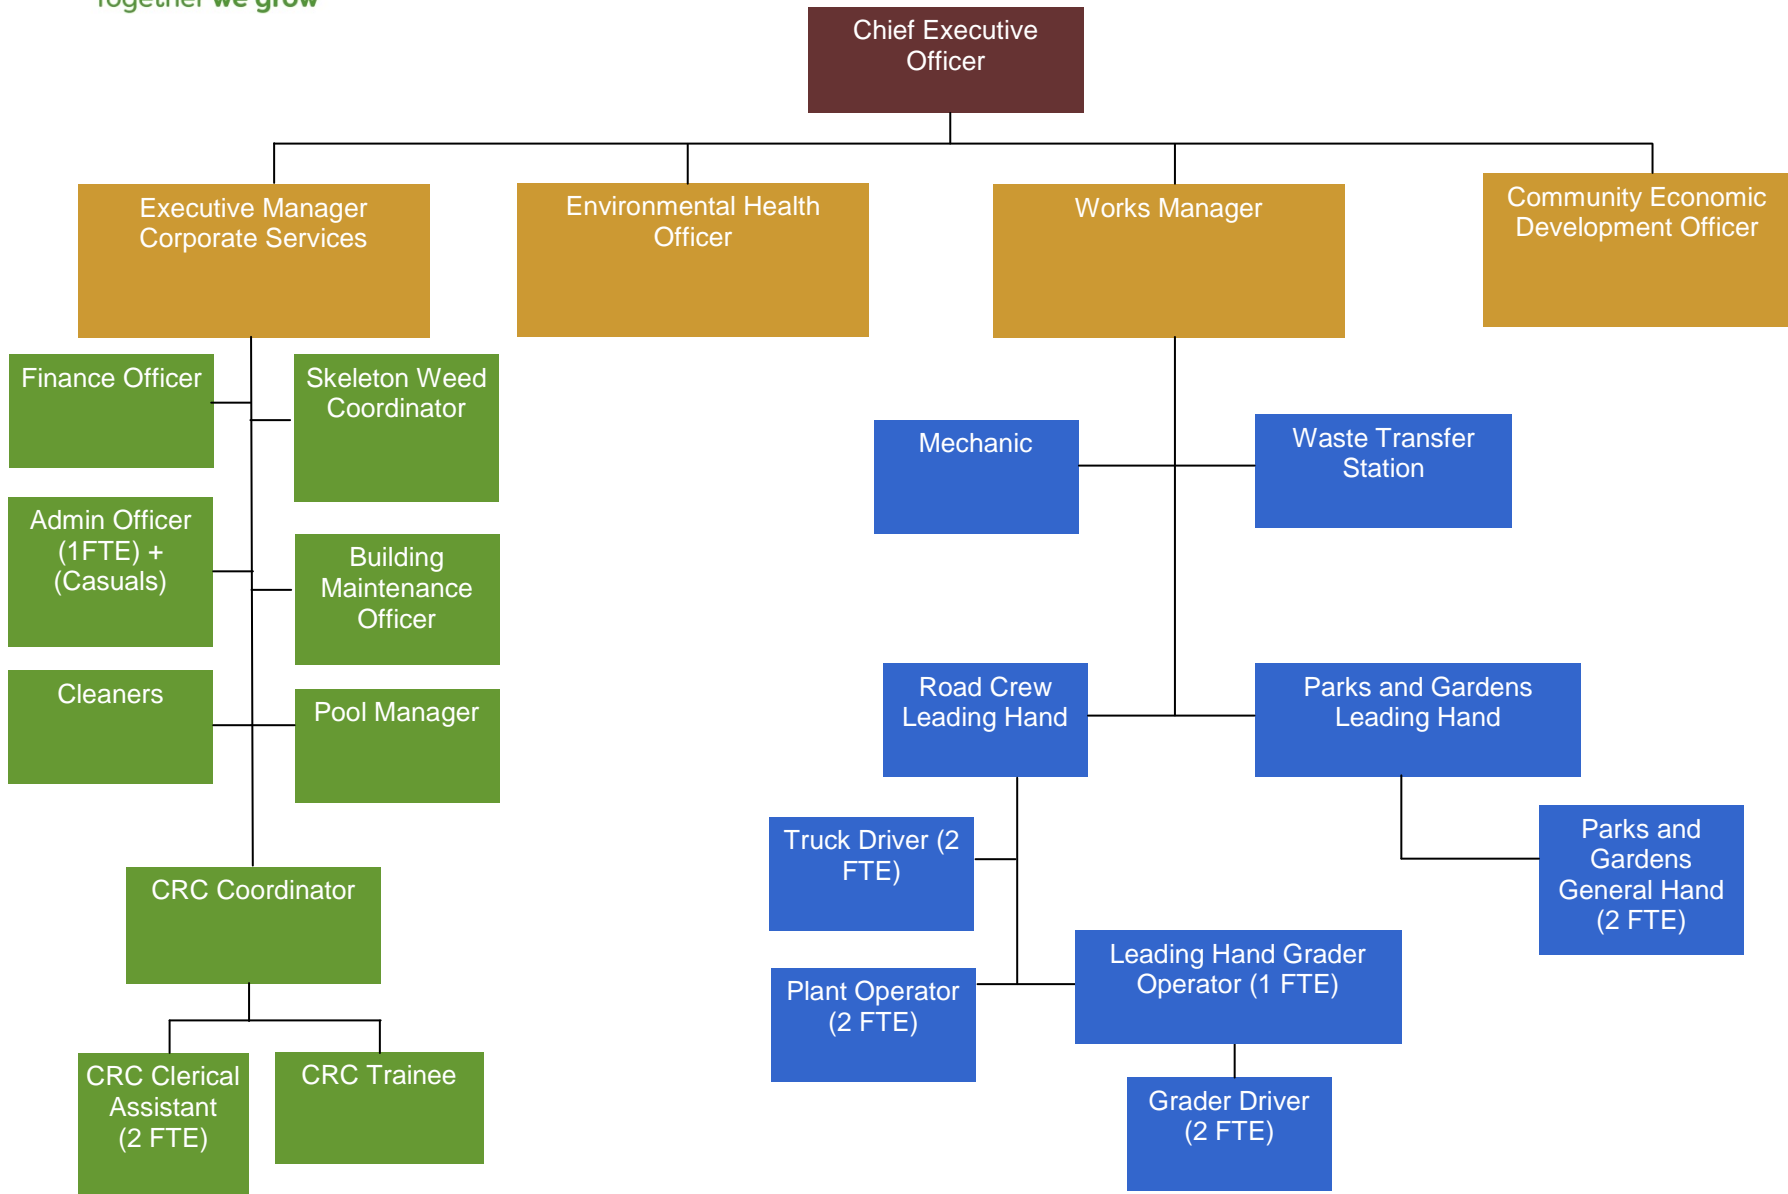 Together we grow
Chief Executive
Officer
Executive Manager
Corporate Services
Environmental Health
Officer
Works Manager
Community Economic
Development Officer
Finance Officer
Skeleton Weed
Coordinator
Admin Officer
(1FTE) +
(Casuals)
Building
Maintenance
Officer
Cleaners
Pool Manager
CRC Coordinator
CRC Clerical
Assistant
(2 FTE)
CRC Trainee
Mechanic
Waste Transfer
Station
Road Crew
Leading Hand
Parks and Gardens
Leading Hand
Truck Driver (2
FTE)
Plant Operator
(2 FTE)
Leading Hand Grader
Operator (1 FTE)
Grader Driver
(2 FTE)
Parks and
Gardens
General Hand
(2 FTE)